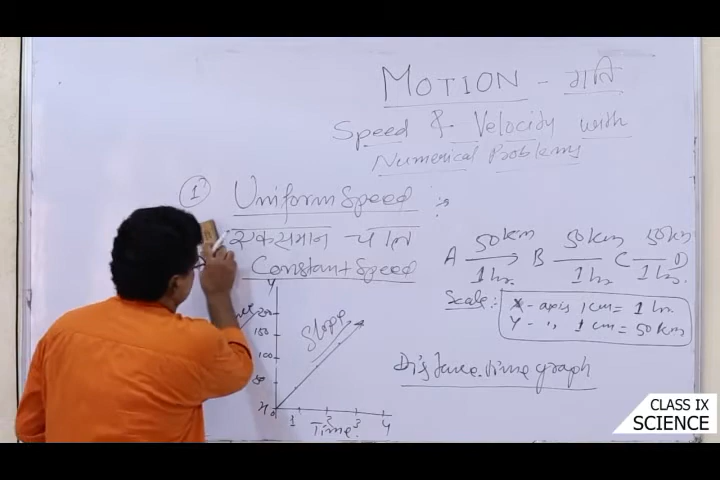 MOTION - गति
Speed & Velocity with
Numerical Problems
1) Uniform Speed :-
एकसमान चाल
Constant Speed
A 50km B 50km C 50km D
1 hr. 1 hr. 1 hr.
Scale :-
X - axis 1cm = 1 hr.
Y - " 1 cm = 50 km
Y
200
150
100
50
Slope
1 2 3 4
Time
Distance.time graph
CLASS IX
SCIENCE